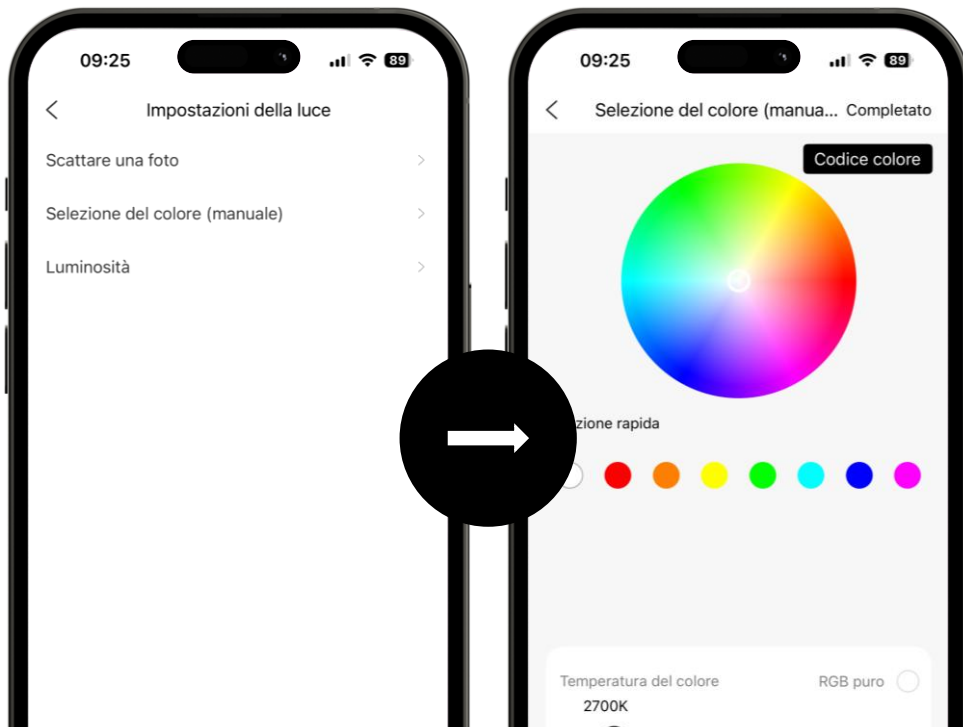 09:25
89
Impostazioni della luce
Scattare una foto
Selezione del colore (manuale)
Luminosità
09:25
89
Selezione del colore (manua... Completato
Codice colore
rapida
Temperatura del colore
RGB puro
2700K